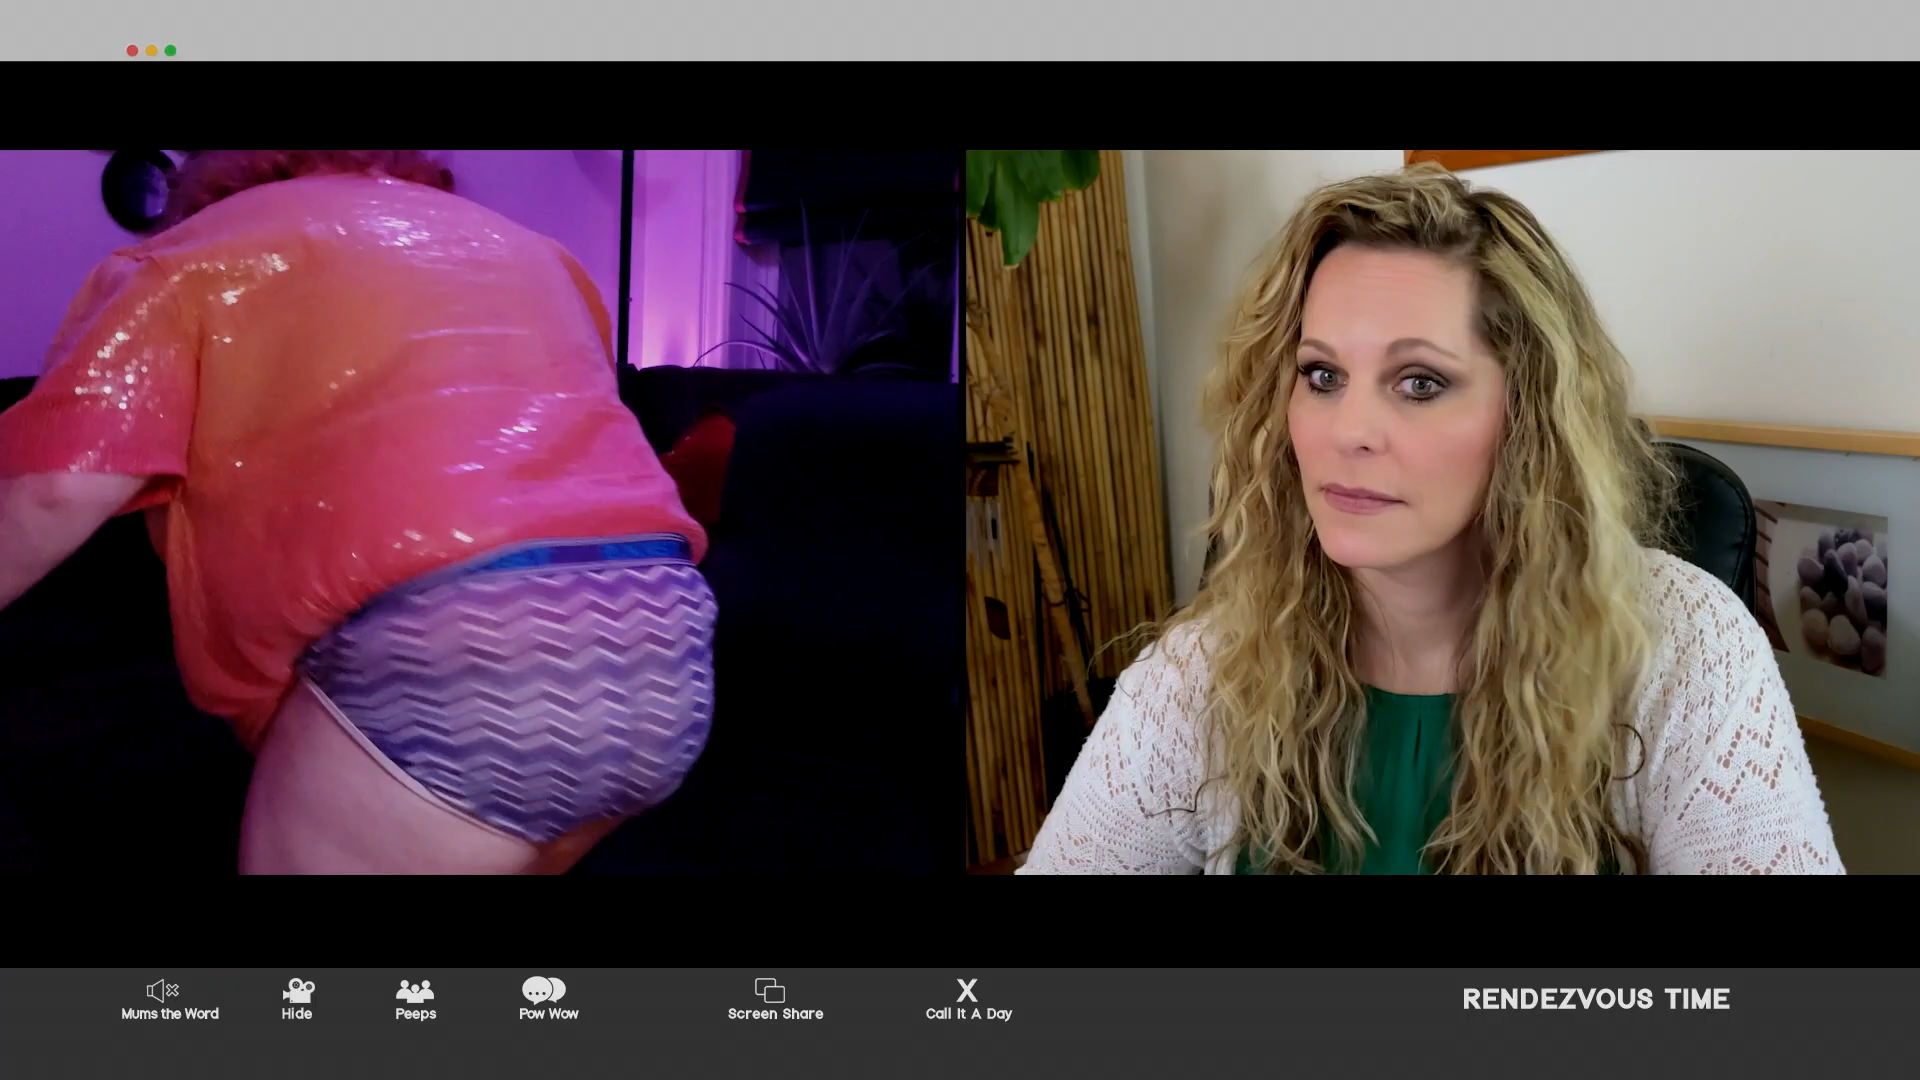 Mums the Word
Hide
Peeps
Pow Wow
Screen Share
X
Call It A Day
RENDEZVOUS TIME